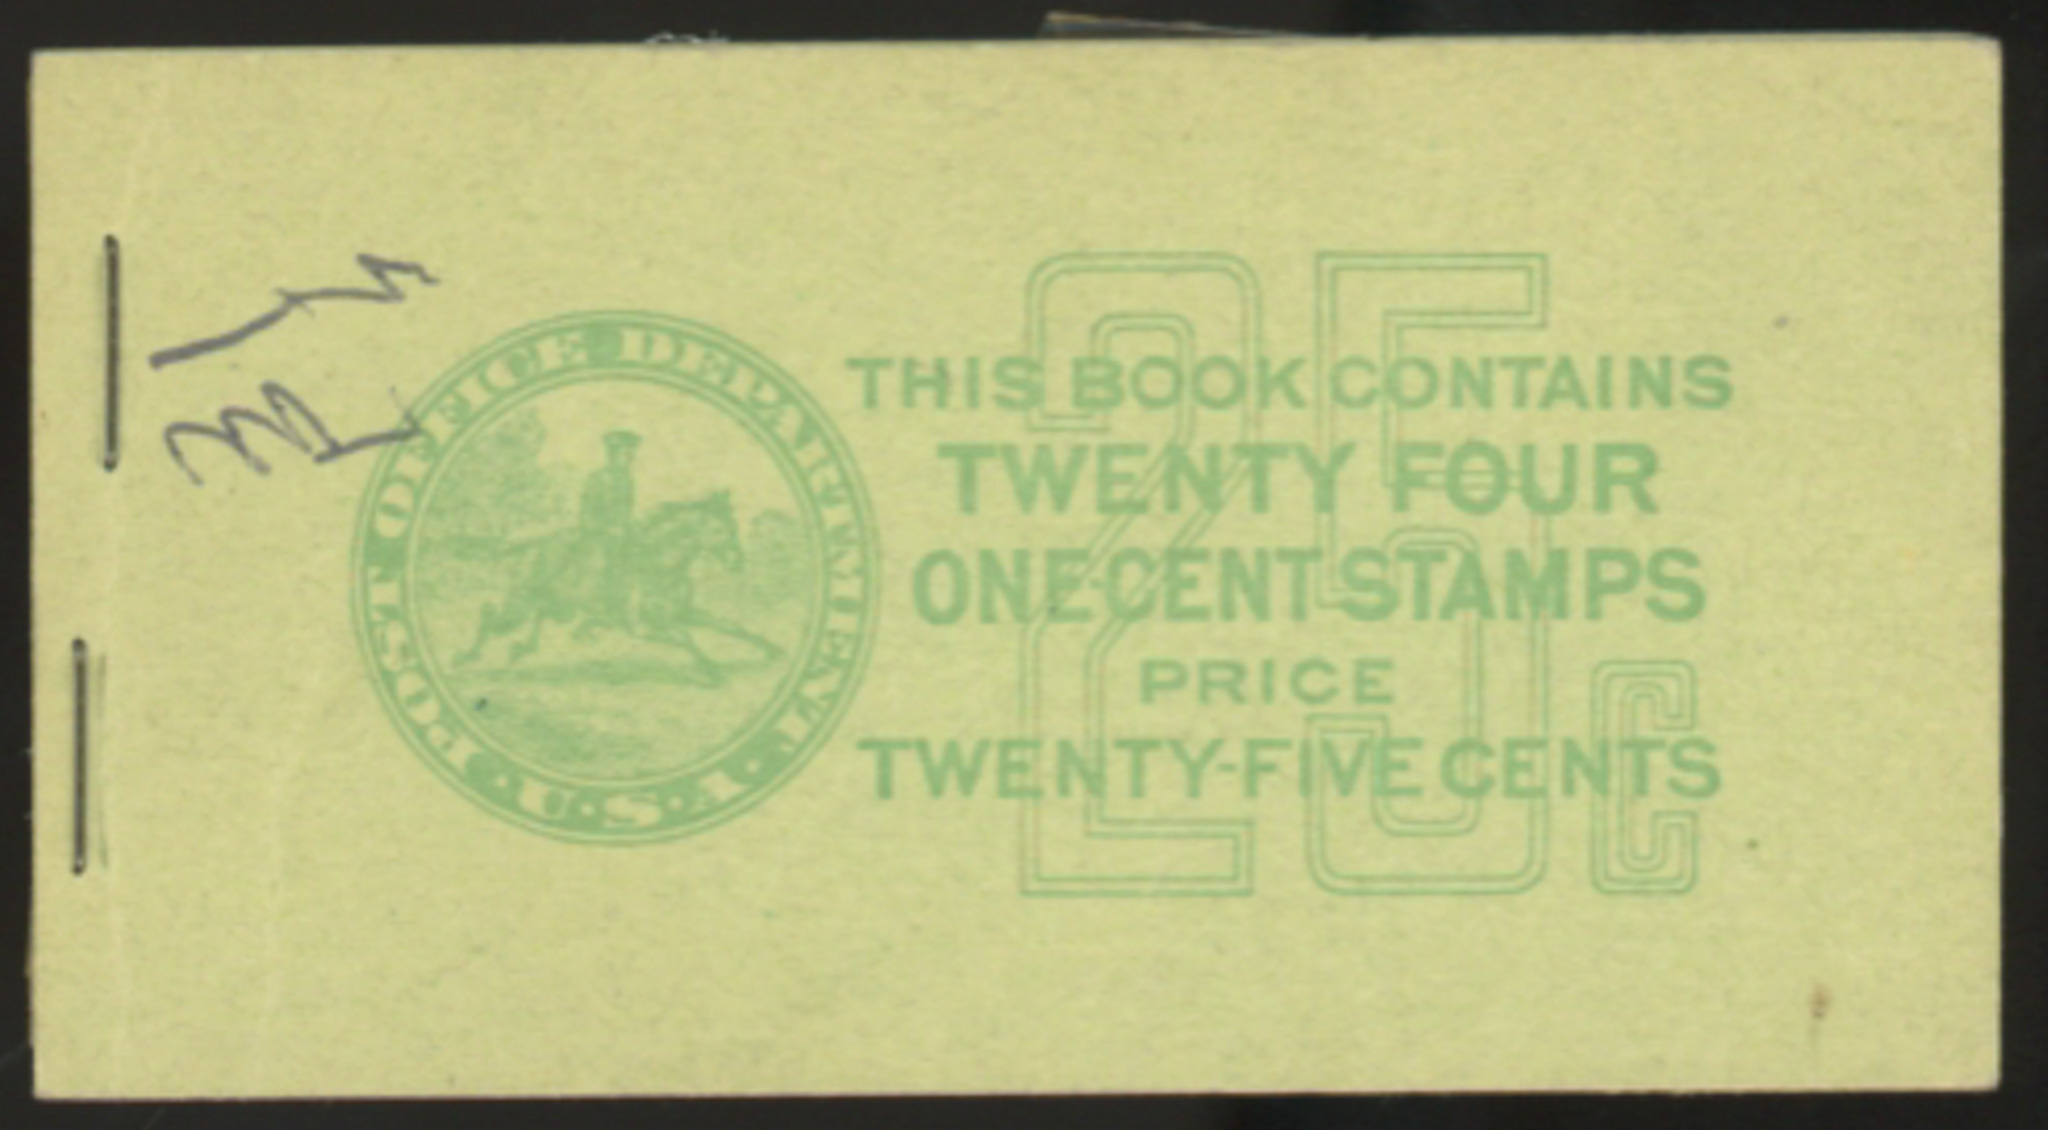 POST OFFICE DEPARTMENT · U · S · A ·
25c
THIS BOOK CONTAINS
TWENTY FOUR
ONE-CENT STAMPS
PRICE
TWENTY-FIVE CENTS